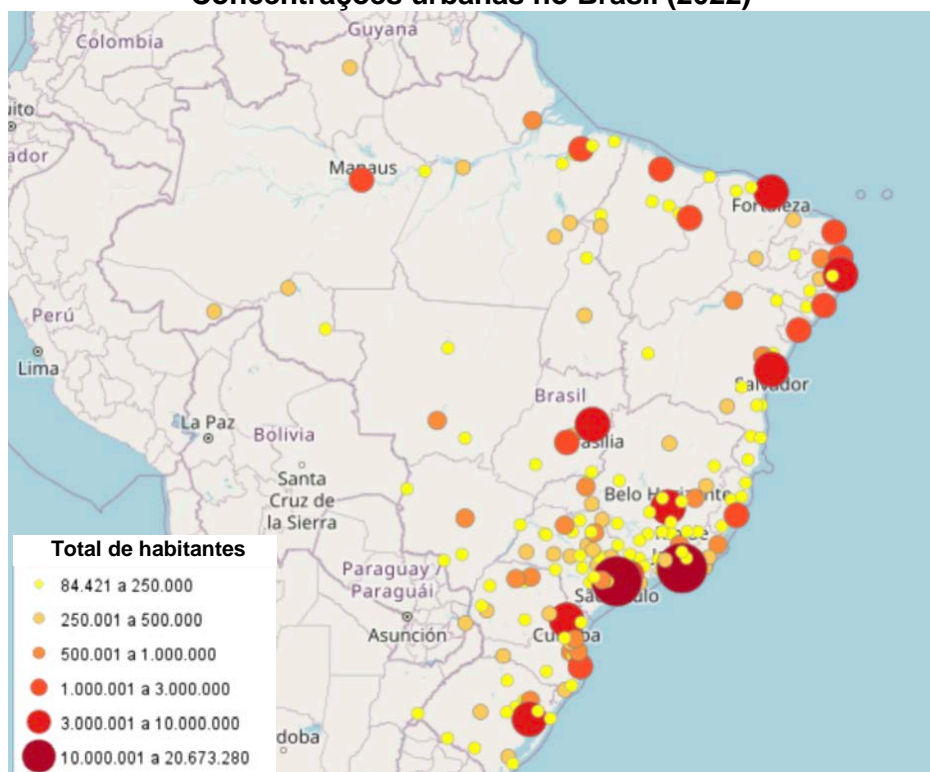 Concentrações urbanas no Brasil (2022)
Guyana
Colombia
Manaus
Fortaleza
Perú
Lima
Salvador
Brasil
La Paz
Bolivia
Santa
Cruz de
la Sierra
Belo Horizonte
Paraguay /
Paraguái
Asunción
São Paulo
Curitiba
Total de habitantes
84.421 a 250.000
250.001 a 500.000
500.001 a 1.000.000
1.000.001 a 3.000.000
3.000.001 a 10.000.000
10.000.001 a 20.673.280